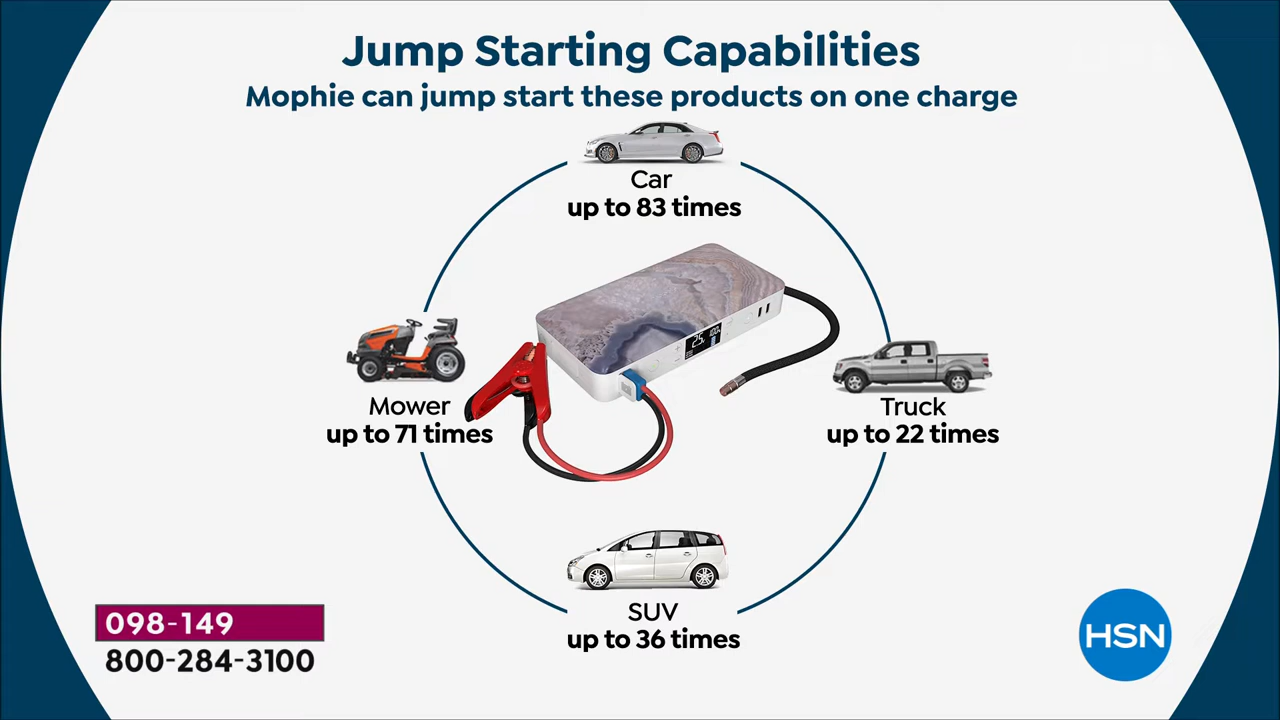 Jump Starting Capabilities
Mophie can jump start these products on one charge
Car
up to 83 times
Mower
up to 71 times
Truck
up to 22 times
SUV
up to 36 times
098-149
800-284-3100
HSN